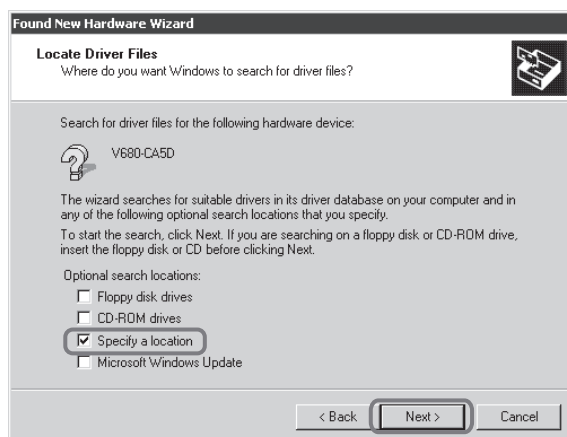 Found New Hardware Wizard
Locate Driver Files
Where do you want Windows to search for driver files?
Search for driver files for the following hardware device:
V680-CA5D
The wizard searches for suitable drivers in its driver database on your computer and in
any of the following optional search locations that you specify.
To start the search, click Next. If you are searching on a floppy disk or CD-ROM drive,
insert the floppy disk or CD before clicking Next.
Optional search locations:
Floppy disk drives
CD-ROM drives
Specify a location
Microsoft Windows Update
< Back Next > Cancel